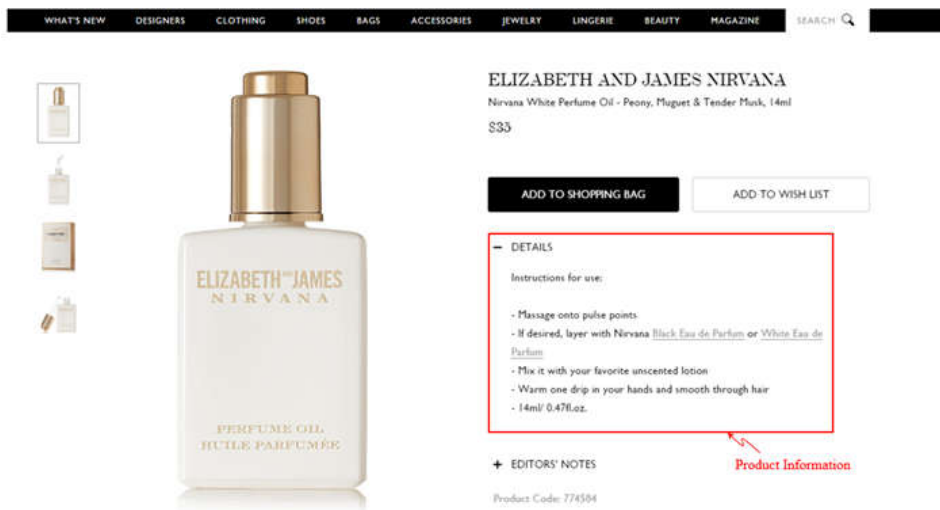 WHAT'S NEW DESIGNERS CLOTHING SHOES BAGS ACCESSORIES JEWELRY LINGERIE BEAUTY MAGAZINE SEARCH
ELIZABETH AND JAMES NIRVANA
Nirvana White Perfume Oil - Peony, Muguet & Tender Musk, 14ml
$35
ADD TO SHOPPING BAG ADD TO WISH LIST
− DETAILS
Instructions for use:
- Massage onto pulse points
- If desired, layer with Nirvana Black Eau de Parfum or White Eau de
Parfum
- Mix it with your favorite unscented lotion
- Warm one drip in your hands and smooth through hair
- 14ml/ 0.47fl.oz.
Product Information
+ EDITORS' NOTES
Product Code: 774584
ELIZABETH AND JAMES
NIRVANA
PERFUME OIL
HUILE PARFUMÉE